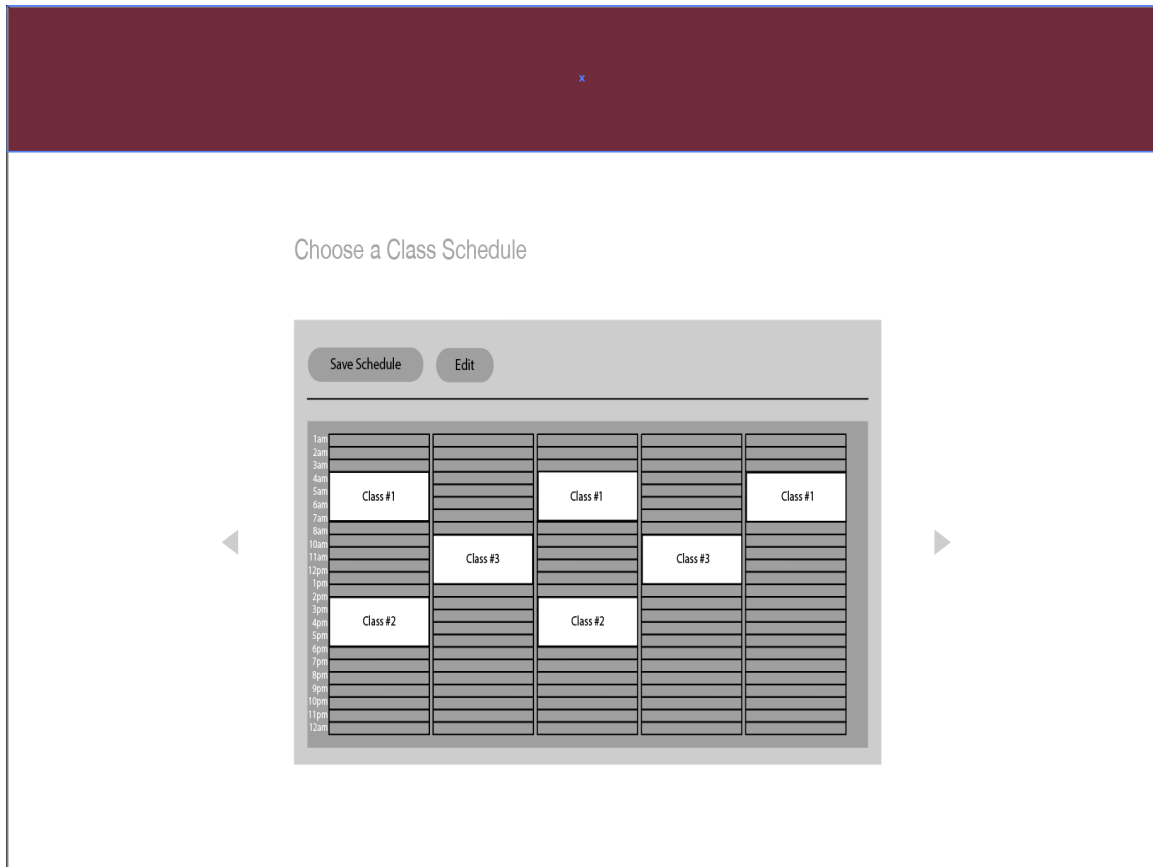 x
Choose a Class Schedule
Save Schedule Edit
1am
2am
3am
4am
5am Class #1 Class #1 Class #1
6am
7am
8am
10am
11am Class #3 Class #3
12pm
1pm
2pm
3pm
4pm Class #2 Class #2
5pm
6pm
7pm
8pm
9pm
10pm
11pm
12am